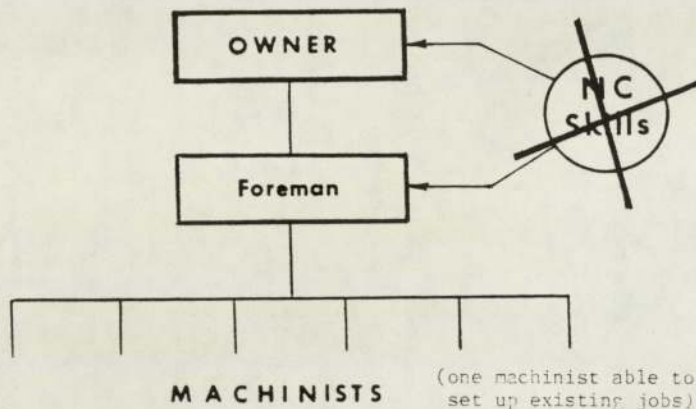 OWNER
NC
Skills
Foreman
MACHINISTS
(one machinist able to
set up existing jobs)